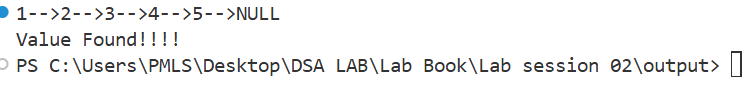 1-->2-->3-->4-->5-->NULL
Value Found!!!!
PS C:\Users\PMLS\Desktop\DSA LAB\Lab Book\Lab session 02\output>